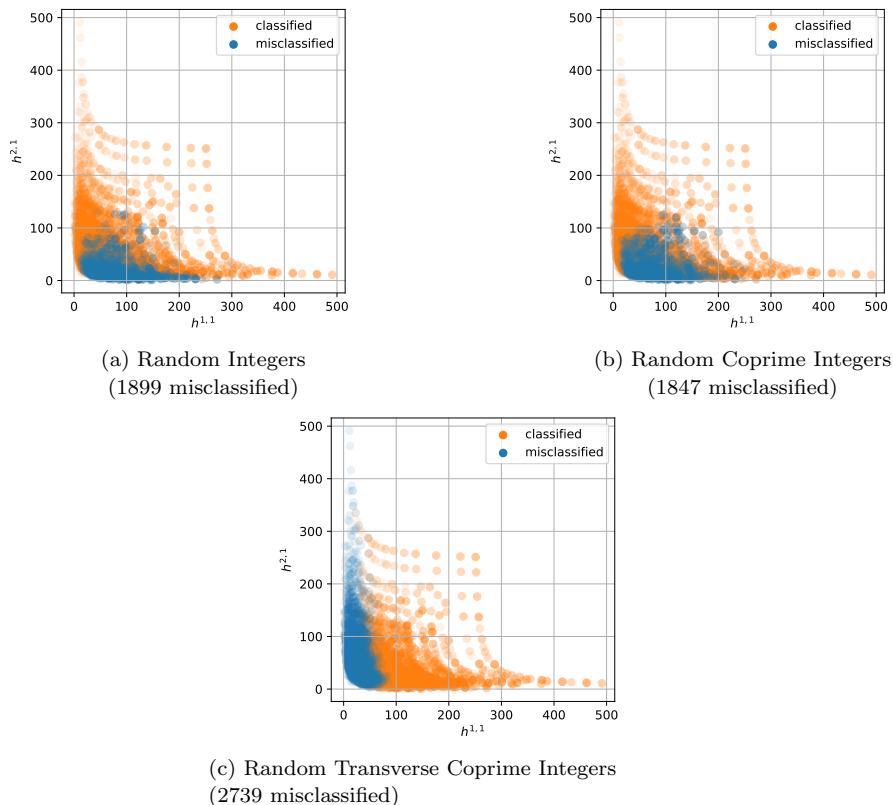 500
400
300
200
100
0
h^{2,1}
classified
misclassified
0 100 200 300 400 500
h^{1,1}
(a) Random Integers
(1899 misclassified)
500
400
300
200
100
0
h^{2,1}
classified
misclassified
0 100 200 300 400 500
h^{1,1}
(b) Random Coprime Integers
(1847 misclassified)
500
400
300
200
100
0
h^{2,1}
classified
misclassified
0 100 200 300 400 500
h^{1,1}
(c) Random Transverse Coprime Integers
(2739 misclassified)